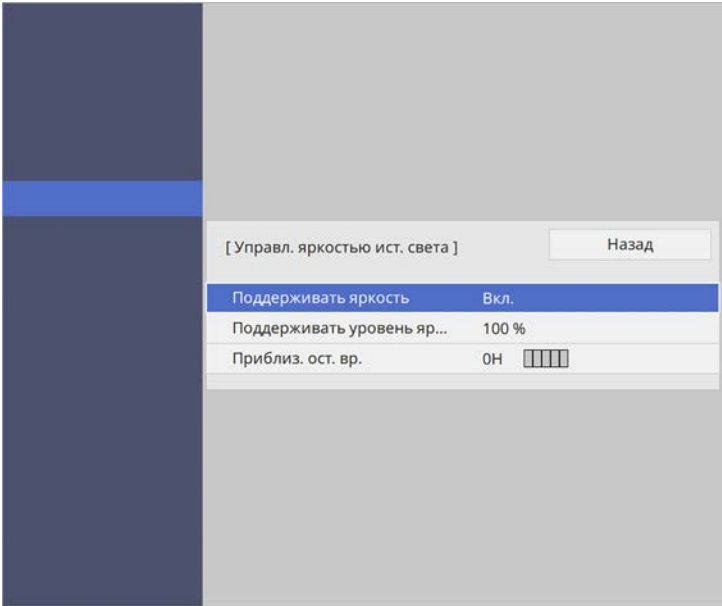 [ Управл. яркостью ист. света ] Назад
Поддерживать яркость Вкл.
Поддерживать уровень яр... 100 %
Приблиз. ост. вр. 0H